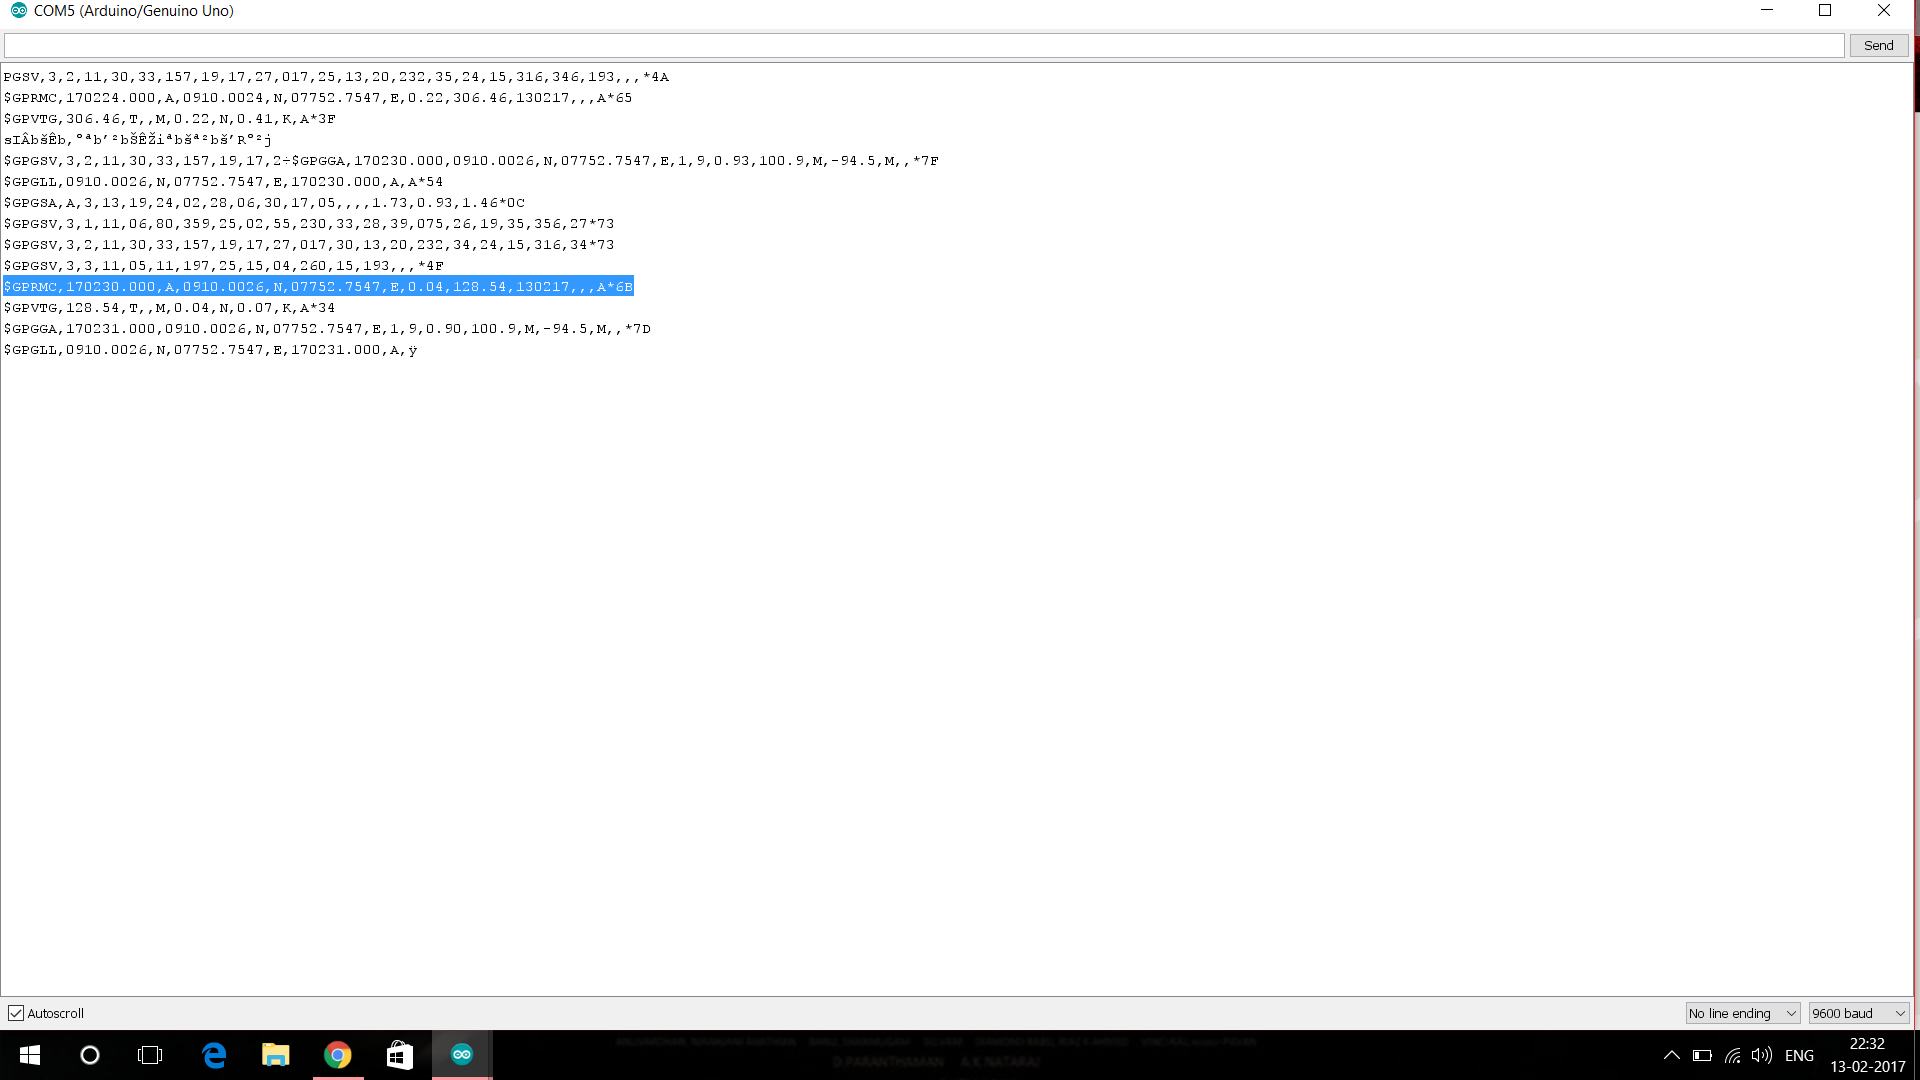 COM5 (Arduino/Genuino Uno)
Send
PGSV,3,2,11,30,33,157,19,17,27,017,25,13,20,232,35,24,15,316,346,193,,,*4A
$GPRMC,170224.000,A,0910.0024,N,07752.7547,E,0.22,306.46,130217,,,A*65
$GPVTG,306.46,T,,M,0.22,N,0.41,K,A*3F
sIÂbšÊb‚ºªb’²bŠÊŽiªbšª²bš’Rº²j
$GPGSV,3,2,11,30,33,157,19,17,2÷$GPGGA,170230.000,0910.0026,N,07752.7547,E,1,9,0.93,100.9,M,-94.5,M,,*7F
$GPGLL,0910.0026,N,07752.7547,E,170230.000,A,A*54
$GPGSA,A,3,13,19,24,02,28,06,30,17,05,,,,1.73,0.93,1.46*0C
$GPGSV,3,1,11,06,80,359,25,02,55,230,33,28,39,075,26,19,35,356,27*73
$GPGSV,3,2,11,30,33,157,19,17,27,017,30,13,20,232,34,24,15,316,34*73
$GPGSV,3,3,11,05,11,197,25,15,04,260,15,193,,,*4F
$GPRMC,170230.000,A,0910.0026,N,07752.7547,E,0.04,128.54,130217,,,A*6B
$GPVTG,128.54,T,,M,0.04,N,0.07,K,A*34
$GPGGA,170231.000,0910.0026,N,07752.7547,E,1,9,0.90,100.9,M,-94.5,M,,*7D
$GPGLL,0910.0026,N,07752.7547,E,170231.000,A,ÿ
Autoscroll
No line ending
9600 baud
D.PARANTHAMAN A.K.NATARAJ
ENG
22:32
13-02-2017